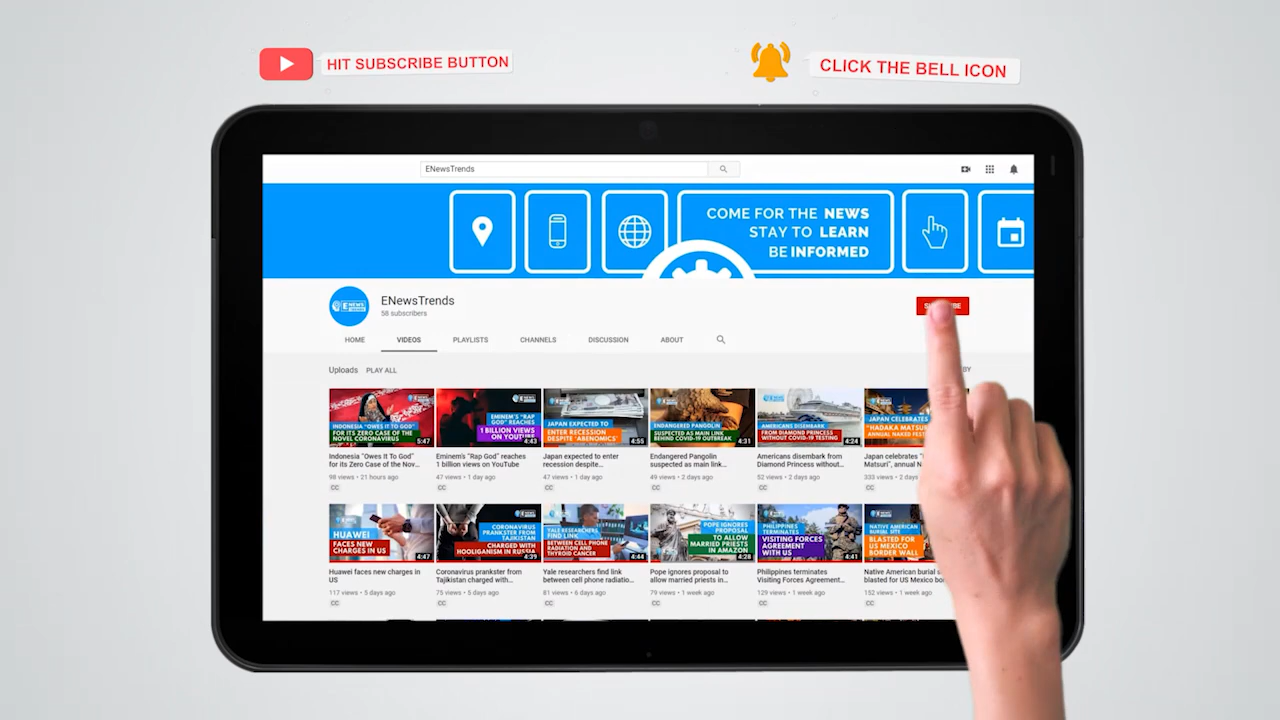 HIT SUBSCRIBE BUTTON
CLICK THE BELL ICON
ENewsTrends
COME FOR THE NEWS
STAY TO LEARN
BE INFORMED
ENewsTrends
58 subscribers
HOME VIDEOS PLAYLISTS CHANNELS DISCUSSION ABOUT
Uploads PLAY ALL
INDONESIA "OWES IT TO GOD"
FOR ITS ZERO CASE OF THE
NOVEL CORONAVIRUS
5:47
Indonesia "Owes It To God"
for its Zero Case of the Nov...
98 views • 21 hours ago
CC
EMINEM'S "RAP
GOD" REACHES
1 BILLION VIEWS
ON YOUTUBE
4:43
Eminem's "Rap God" reaches
1 billion views on YouTube
47 views • 1 day ago
CC
JAPAN EXPECTED TO
ENTER RECESSION
DESPITE 'ABENOMICS'
4:55
Japan expected to enter
recession despite...
47 views • 1 day ago
CC
ENDANGERED PANGOLIN
SUSPECTED AS MAIN LINK
BEHIND COVID-19 OUTBREAK
4:31
Endangered Pangolin
suspected as main link...
49 views • 2 days ago
CC
AMERICANS DISEMBARK
FROM DIAMOND PRINCESS
WITHOUT COVID-19 TESTING
4:24
Americans disembark from
Diamond Princess without...
52 views • 2 days ago
CC
JAPAN CELEBRATES
"HADAKA MATSU
ANNUAL NAKED FES
Japan celebrates "
Matsuri", annual N
333 views • 2 day
CC
HUAWEI
FACES NEW
CHARGES IN US
4:47
Huawei faces new charges in
US
117 views • 5 days ago
CC
CORONAVIRUS
PRANKSTER FROM
TAJIKISTAN
CHARGED WITH
HOOLIGANISM IN RUSSIA
4:39
Coronavirus prankster from
Tajikistan charged with...
75 views • 5 days ago
CC
YALE RESEARCHERS
FIND LINK
BETWEEN CELL PHONE
RADIATION AND
THYROID CANCER
4:44
Yale researchers find link
between cell phone radiatio...
81 views • 6 days ago
CC
POPE IGNORES
PROPOSAL
TO ALLOW
MARRIED PRIESTS
IN AMAZON
4:28
Pope ignores proposal to
allow married priests in...
79 views • 1 week ago
CC
PHILIPPINES
TERMINATES
VISITING FORCES
AGREEMENT
WITH US
4:41
Philippines terminates
Visiting Forces Agreement...
129 views • 1 week ago
CC
NATIVE AMERICAN
BURIAL SITE
BLASTED FOR
US MEXICO
BORDER WALL
Native American burial s
blasted for US Mexico bo
152 views • 1 week ago
CC